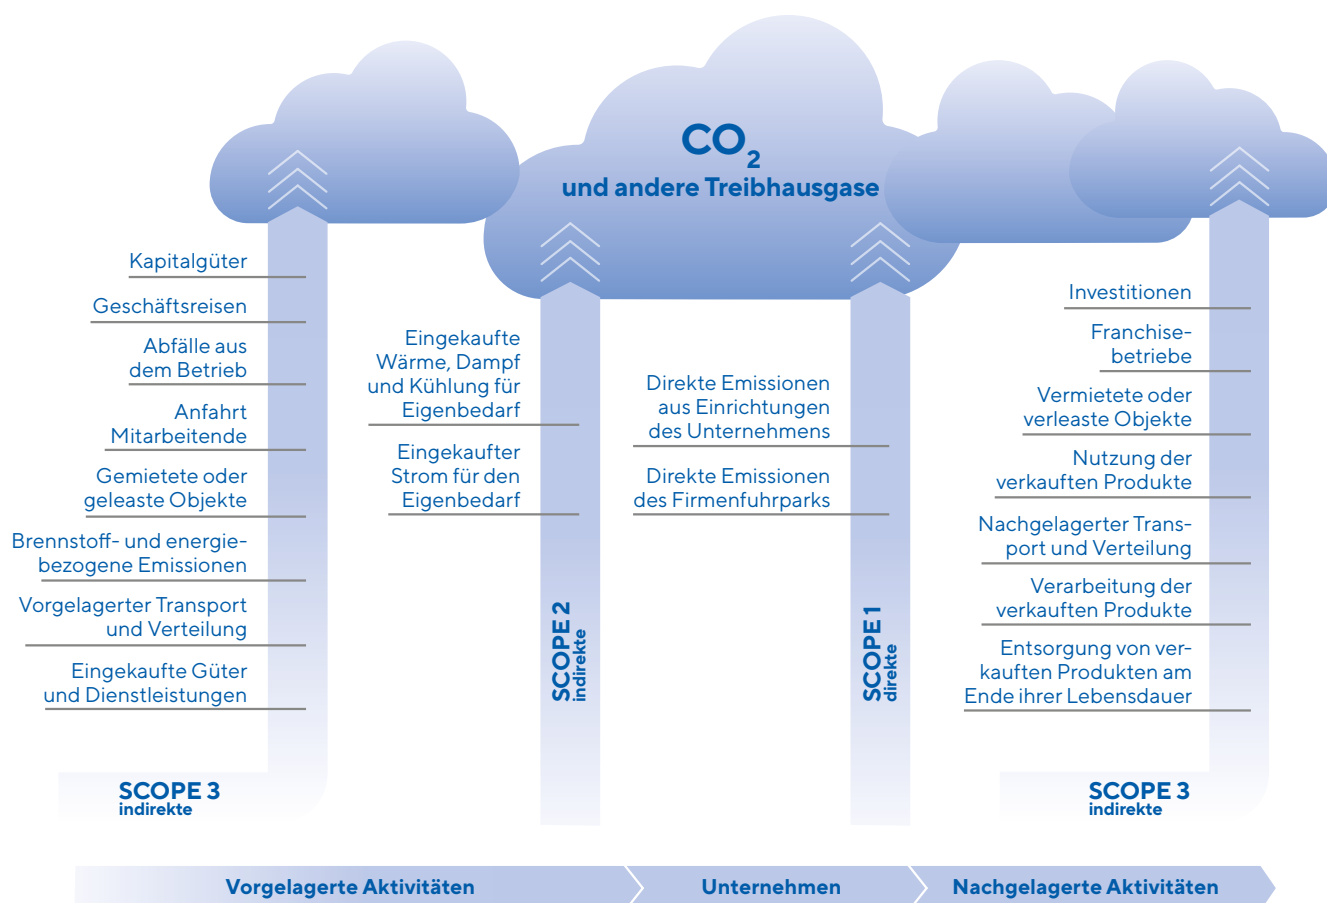 CO₂
und andere Treibhausgase
Kapitalgüter
Geschäftsreisen
Abfälle aus
dem Betrieb
Anfahrt
Mitarbeitende
Gemietete oder
geleaste Objekte
Brennstoff- und energie-
bezogene Emissionen
Vorgelagerter Transport
und Verteilung
Eingekaufte Güter
und Dienstleistungen
SCOPE 3
indirekte
Eingekaufte
Wärme, Dampf
und Kühlung für
Eigenbedarf
Eingekaufter
Strom für den
Eigenbedarf
SCOPE 2
indirekte
Direkte Emissionen
aus Einrichtungen
des Unternehmens
Direkte Emissionen
des Firmenfuhrparks
SCOPE 1
direkte
Investitionen
Franchise-
betriebe
Vermietete oder
verleaste Objekte
Nutzung der
verkauften Produkte
Nachgelagerter Trans-
port und Verteilung
Verarbeitung der
verkauften Produkte
Entsorgung von ver-
kauften Produkten am
Ende ihrer Lebensdauer
SCOPE 3
indirekte
Vorgelagerte Aktivitäten
Unternehmen
Nachgelagerte Aktivitäten